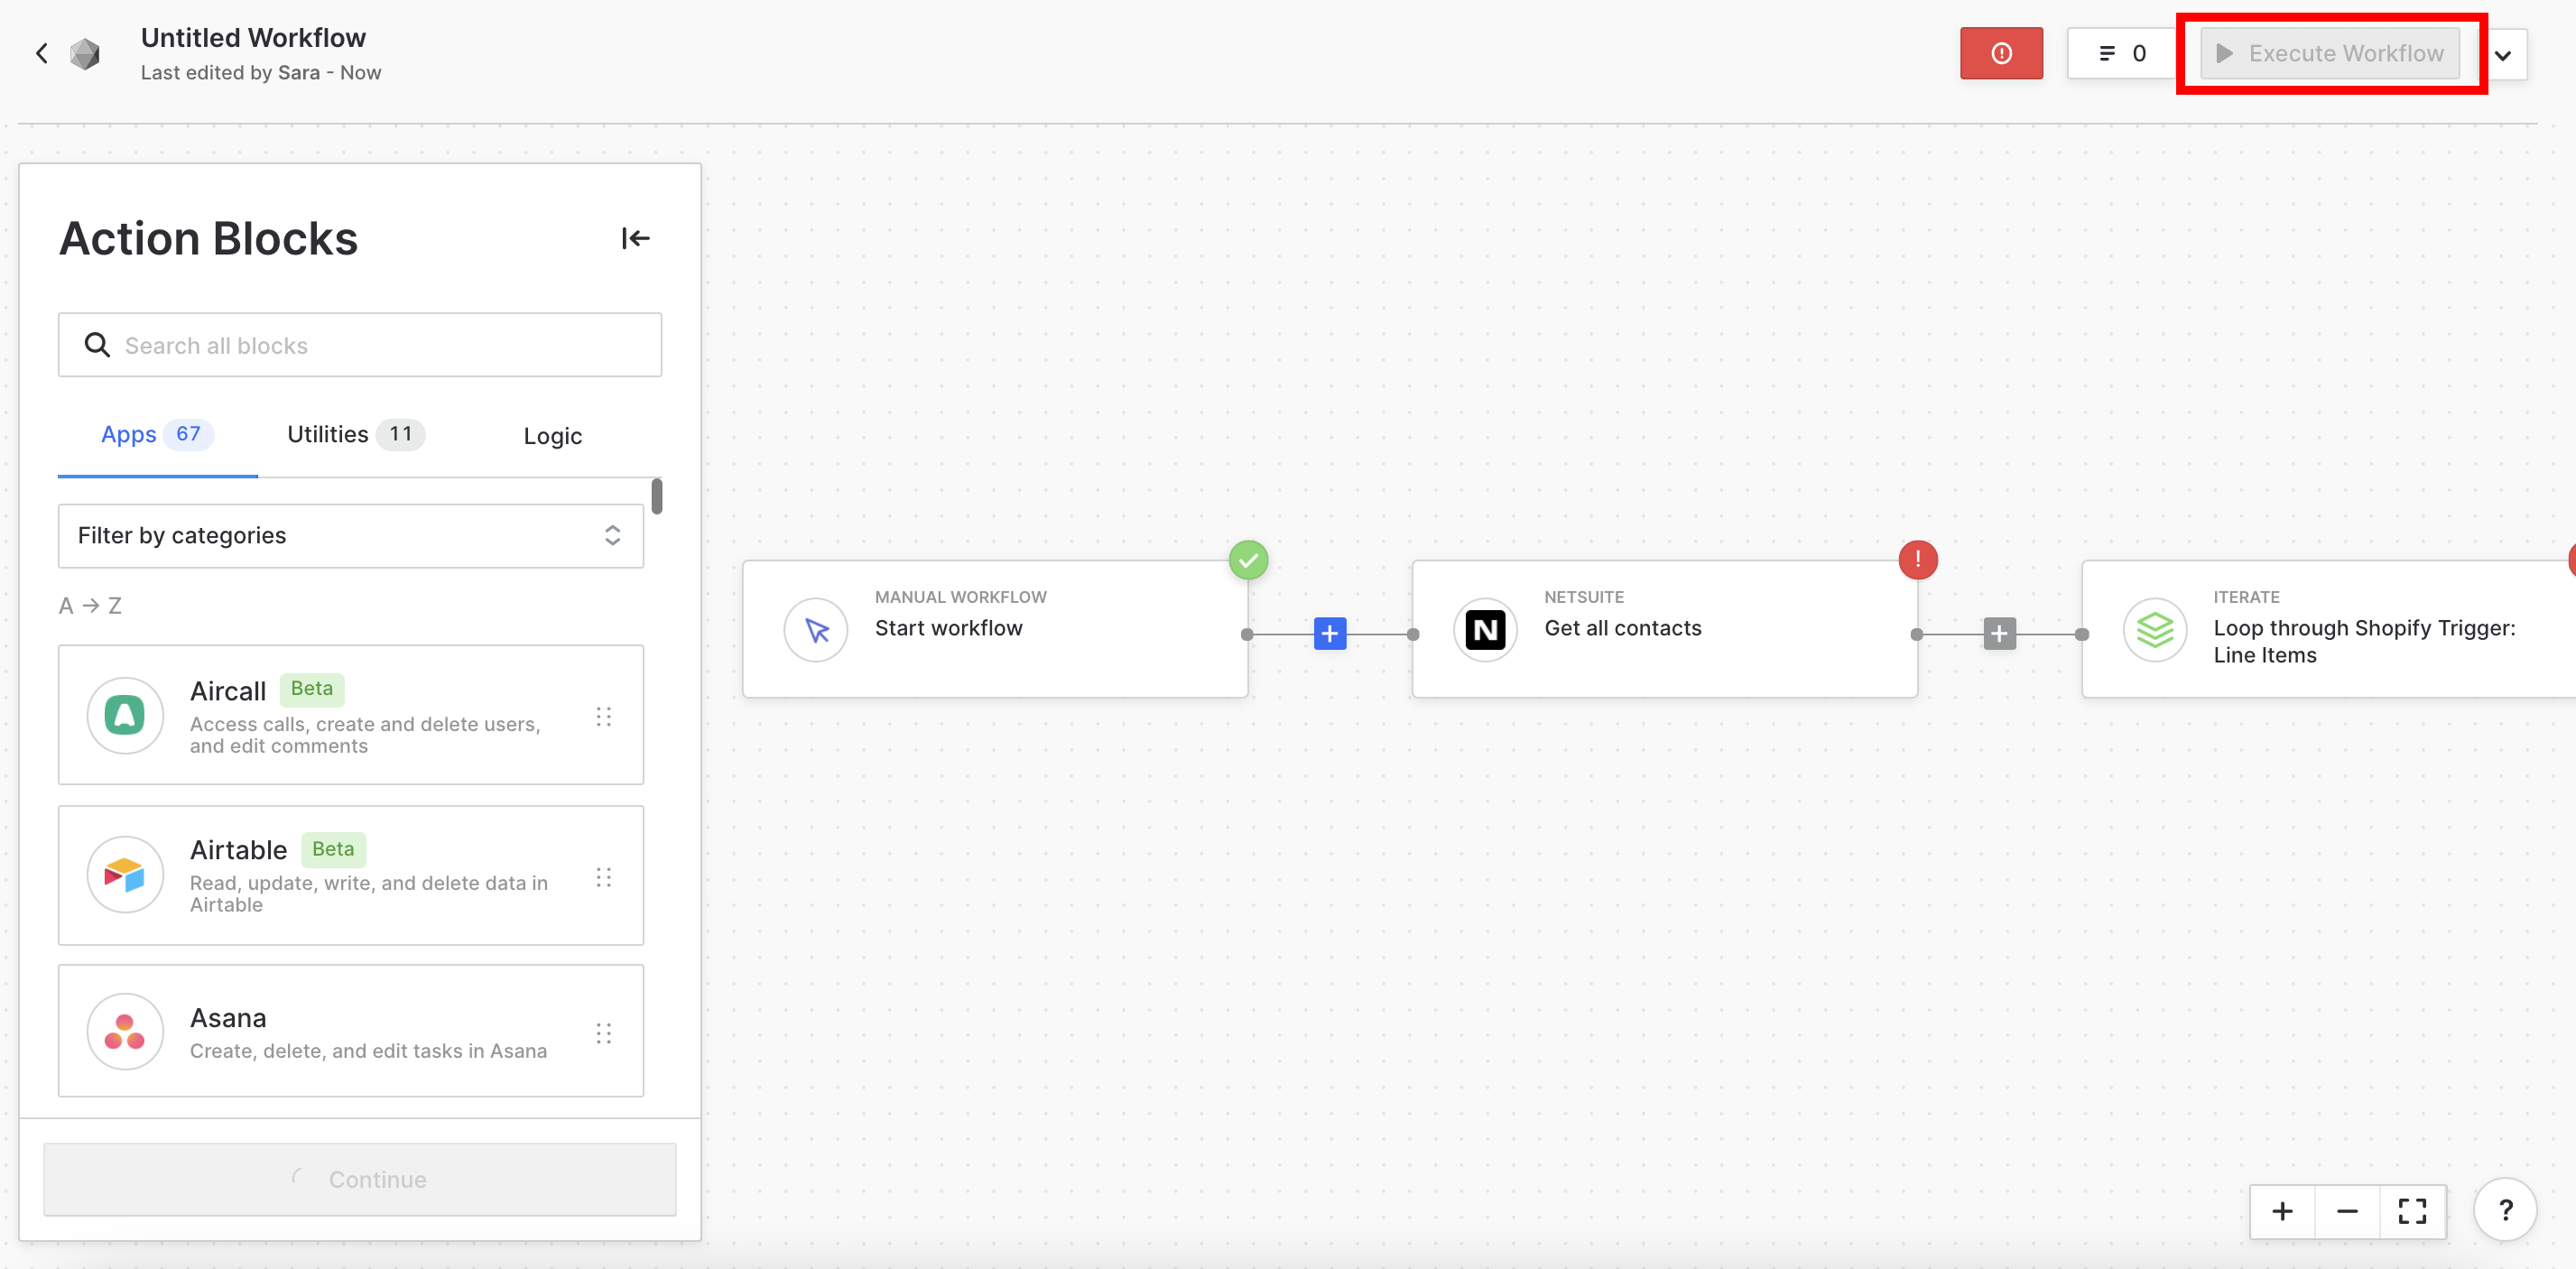 Untitled Workflow
Last edited by Sara - Now
0
Execute Workflow
Action Blocks
Search all blocks
Apps 67
Utilities 11
Logic
Filter by categories
A → Z
Aircall Beta
Access calls, create and delete users,
and edit comments
Airtable Beta
Read, update, write, and delete data in
Airtable
Asana
Create, delete, and edit tasks in Asana
Continue
MANUAL WORKFLOW
Start workflow
NETSUITE
Get all contacts
ITERATE
Loop through Shopify Trigger:
Line Items